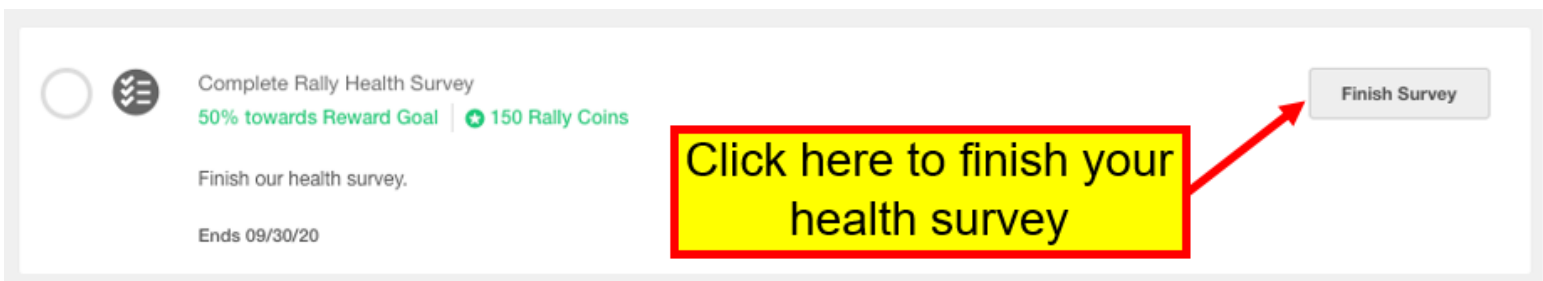 Complete Rally Health Survey
50% towards Reward Goal
150 Rally Coins
Finish our health survey.
Ends 09/30/20
Click here to finish your
health survey
Finish Survey